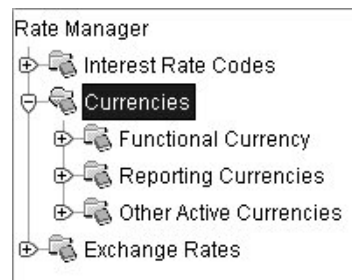 Rate Manager
Interest Rate Codes
Currencies
Functional Currency
Reporting Currencies
Other Active Currencies
Exchange Rates